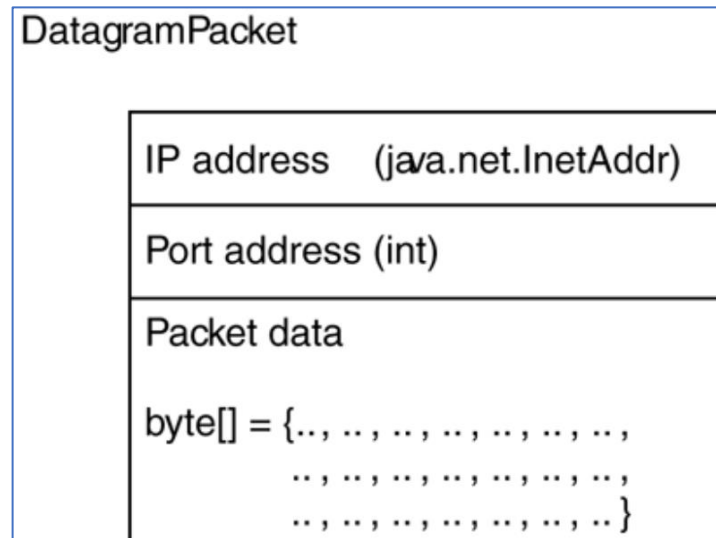 DatagramPacket
IP address (java.net.InetAddr)
Port address (int)
Packet data
byte[] = {.., .., .., .., .., .., ..,
.., .., .., .., .., .., ..,
.., .., .., .., .., .., ..}